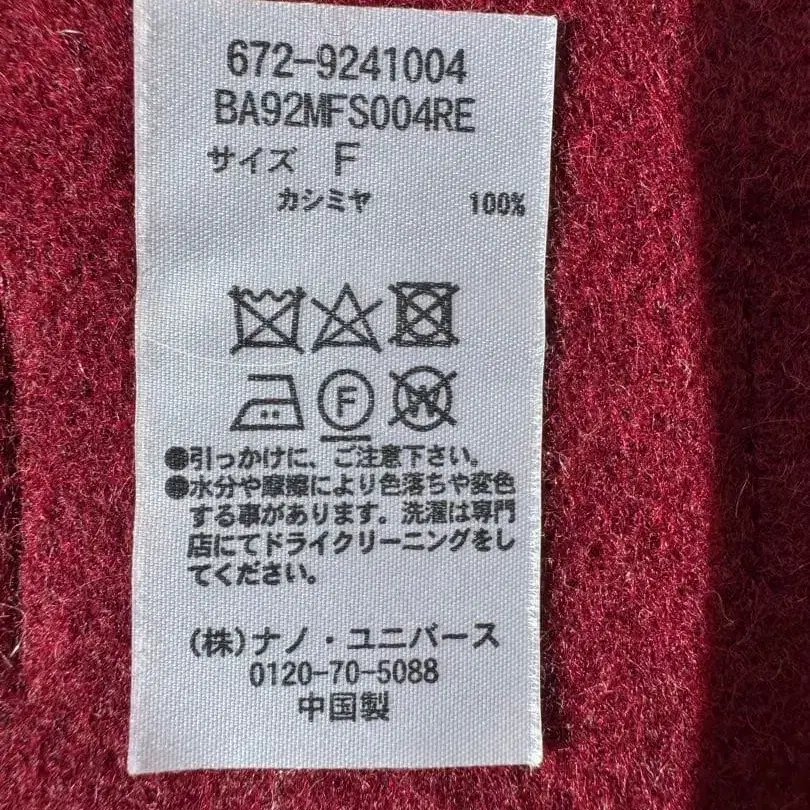 672-9241004
BA92MFS004RE
サイズ F
カシミヤ 100%
F
W
●引っかけに、ご注意下さい。
●水分や摩擦により色落ちや変色
する事があります。洗濯は専門
店にてドライクリーニングをし
てください。
(株)ナノ・ユニバース
0120-70-5088
中国製